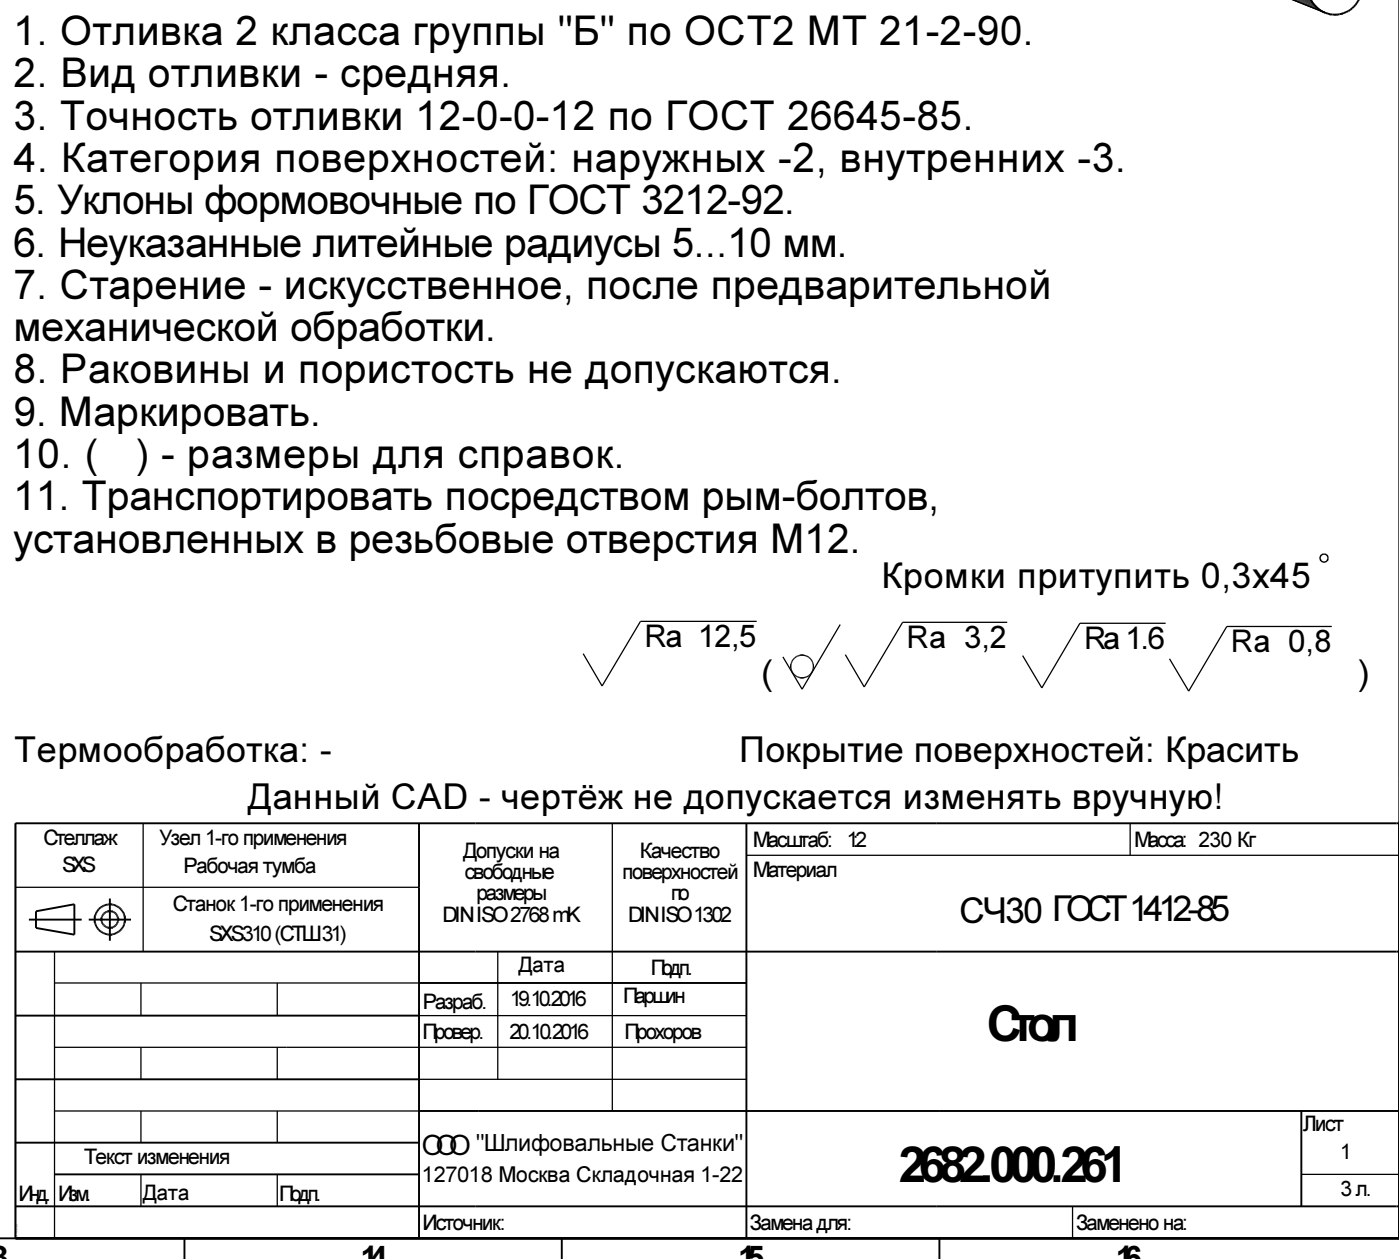 1. Отливка 2 класса группы "Б" по ОСТ2 МТ 21-2-90.
2. Вид отливки - средняя.
3. Точность отливки 12-0-0-12 по ГОСТ 26645-85.
4. Категория поверхностей: наружных -2, внутренних -3.
5. Уклоны формовочные по ГОСТ 3212-92.
6. Неуказанные литейные радиусы 5...10 мм.
7. Старение - искусственное, после предварительной
механической обработки.
8. Раковины и пористость не допускаются.
9. Маркировать.
10. ( ) - размеры для справок.
11. Транспортировать посредством рым-болтов,
установленных в резьбовые отверстия М12.
Кромки притупить 0,3х45°
Ra 12,5 ( Ra 3,2 Ra 1.6 Ra 0,8 )
Термообработка: -
Покрытие поверхностей: Красить
Данный CAD - чертёж не допускается изменять вручную!
Стеллаж
SXS
Узел 1-го применения
Рабочая тумба
Станок 1-го применения
SXS310 (СТШ31)
Допуски на
свободные
размеры
DIN ISO 2768 mK
Качество
поверхностей
по
DIN ISO 1302
Масштаб: 12
Масса: 230 Кг
Материал
СЧ30 ГОСТ 1412-85
Дата Подп.
Разраб. 19.10.2016 Паршин
Провер. 20.10.2016 Прохоров
Стол
ООО "Шлифовальные Станки"
127018 Москва Складочная 1-22
2682.000.261
Лист
1
3 л.
Текст изменения
Инд. Изм. Дата Подп.
Источник:
Замена для:
Заменено на:
14 15 16